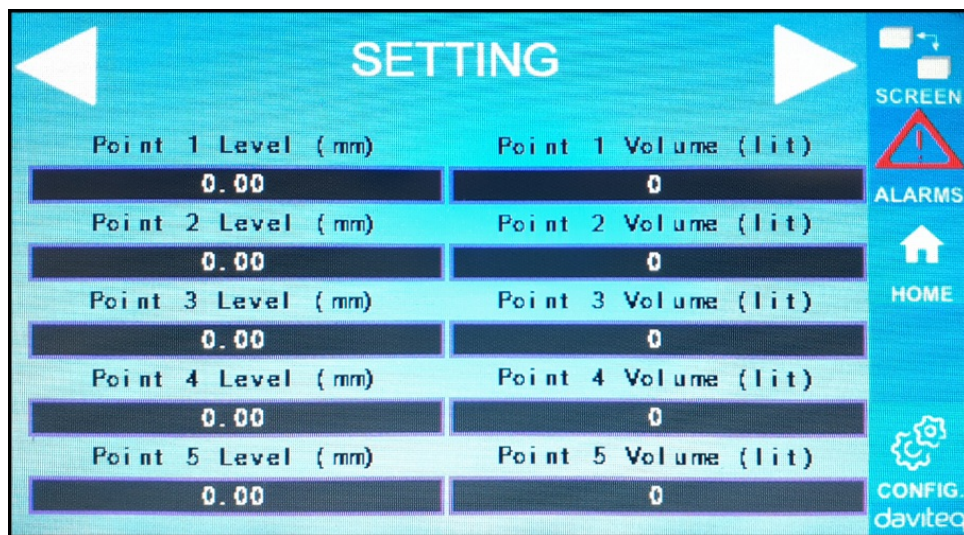 SETTING
SCREEN
Point 1 Level (mm) Point 1 Volume (lit)
0.00 0
ALARMS
Point 2 Level (mm) Point 2 Volume (lit)
0.00 0
HOME
Point 3 Level (mm) Point 3 Volume (lit)
0.00 0
Point 4 Level (mm) Point 4 Volume (lit)
0.00 0
Point 5 Level (mm) Point 5 Volume (lit)
0.00 0
CONFIG.
daviteq